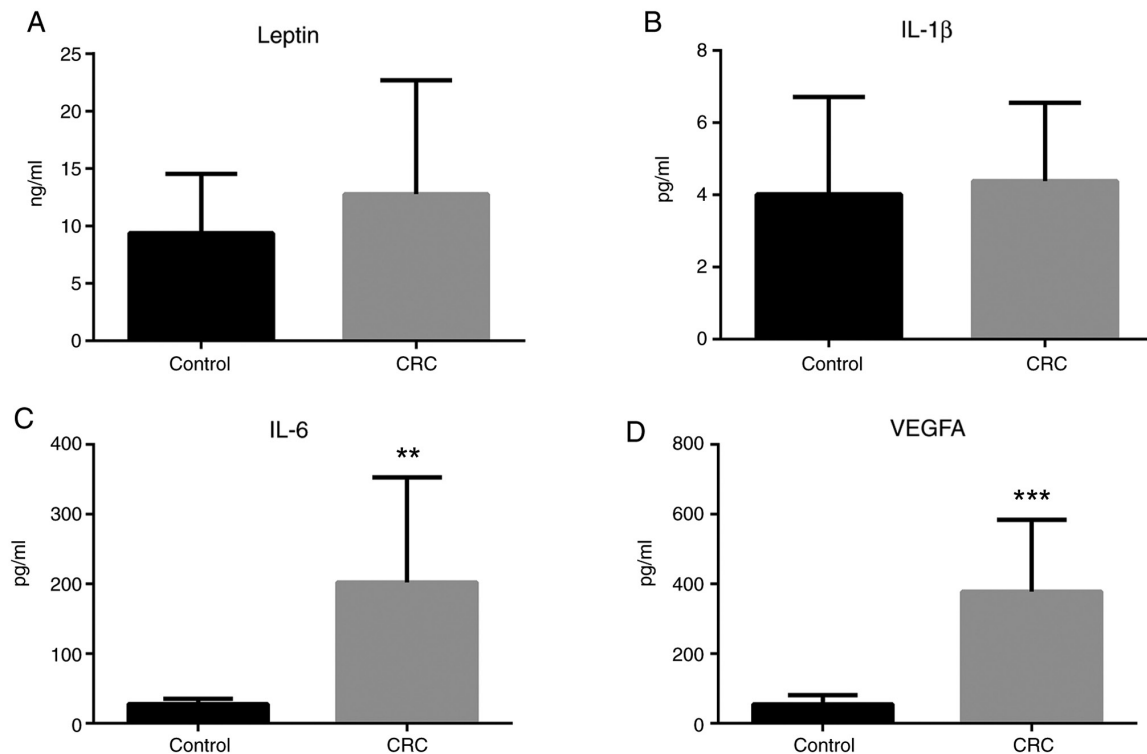 A
Leptin
25
20
15
10
5
0
ng/ml
Control
CRC
B
IL-1β
8
6
4
2
0
pg/ml
Control
CRC
C
IL-6
400
300
200
100
0
pg/ml
**
Control
CRC
D
VEGFA
800
600
400
200
0
pg/ml
***
Control
CRC